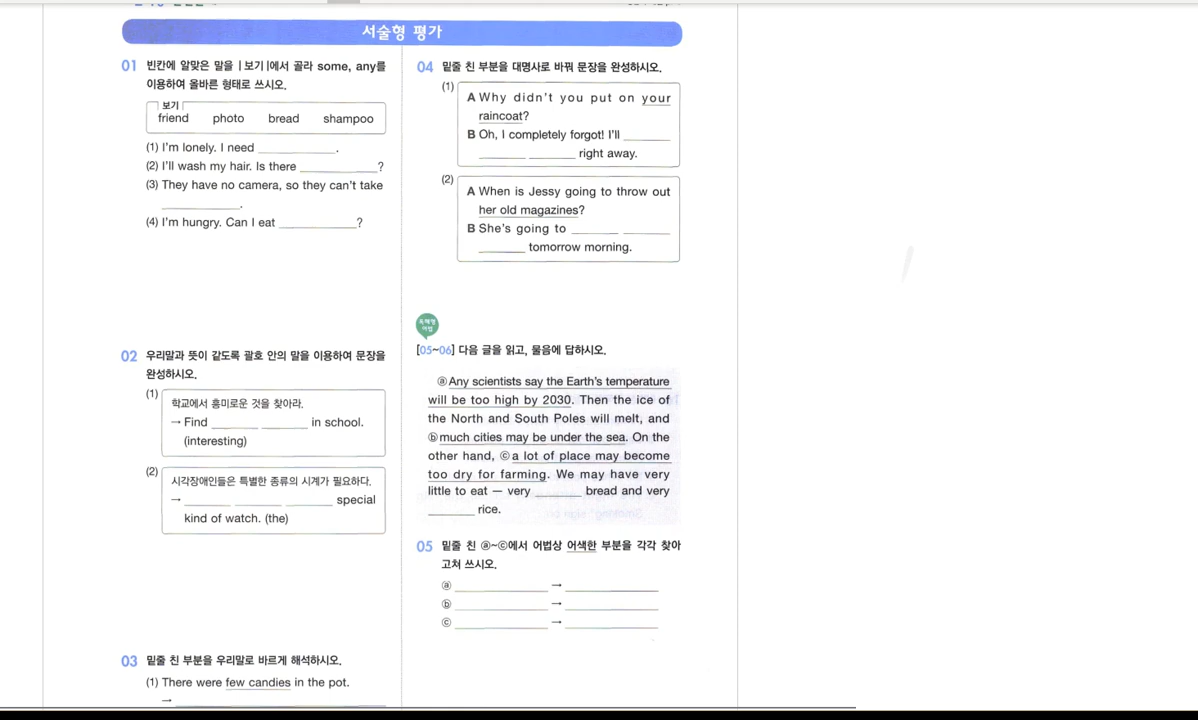 서술형 평가
01 빈칸에 알맞은 말을 |보기|에서 골라 some, any를
이용하여 올바른 형태로 쓰시오.
보기
friend photo bread shampoo
(1) I'm lonely. I need ____________.
(2) I'll wash my hair. Is there ____________?
(3) They have no camera, so they can't take
____________.
(4) I'm hungry. Can I eat ____________?
02 우리말과 뜻이 같도록 괄호 안의 말을 이용하여 문장을
완성하시오.
(1)
학교에서 흥미로운 것을 찾아라.
→ Find _______ _______ in school.
(interesting)
(2)
시각장애인들은 특별한 종류의 시계가 필요하다.
→ _______ _______ _______ special
kind of watch. (the)
03 밑줄 친 부분을 우리말로 바르게 해석하시오.
(1) There were few candies in the pot.
→ ____________
04 밑줄 친 부분을 대명사로 바꿔 문장을 완성하시오.
(1)
A Why didn't you put on your
raincoat?
B Oh, I completely forgot! I'll _______
_______ _______ right away.
(2)
A When is Jessy going to throw out
her old magazines?
B She's going to _______ _______
_______ tomorrow morning.
[05~06] 다음 글을 읽고, 물음에 답하시오.
ⓐ Any scientists say the Earth's temperature
will be too high by 2030. Then the ice of
the North and South Poles will melt, and
ⓑ much cities may be under the sea. On the
other hand, ⓒ a lot of place may become
too dry for farming. We may have very
little to eat — very _______ bread and very
_______ rice.
05 밑줄 친 ⓐ~ⓒ에서 어법상 어색한 부분을 각각 찾아
고쳐 쓰시오.
ⓐ ____________ → ____________
ⓑ ____________ → ____________
ⓒ ____________ → ____________